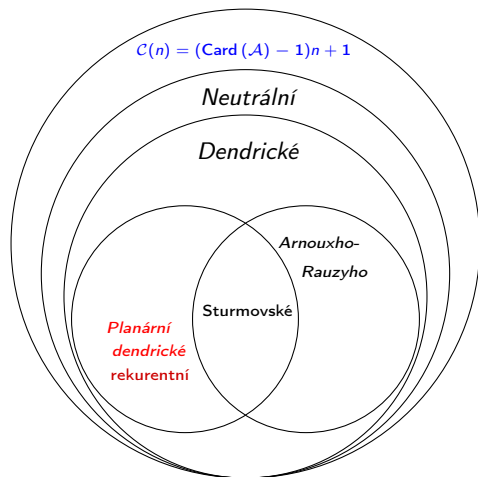 C(n) = (Card (A) − 1)n + 1
Neutrální
Dendrické
Arnouxho-
Rauzyho
Sturmovské
Planární
dendrické
rekurentní